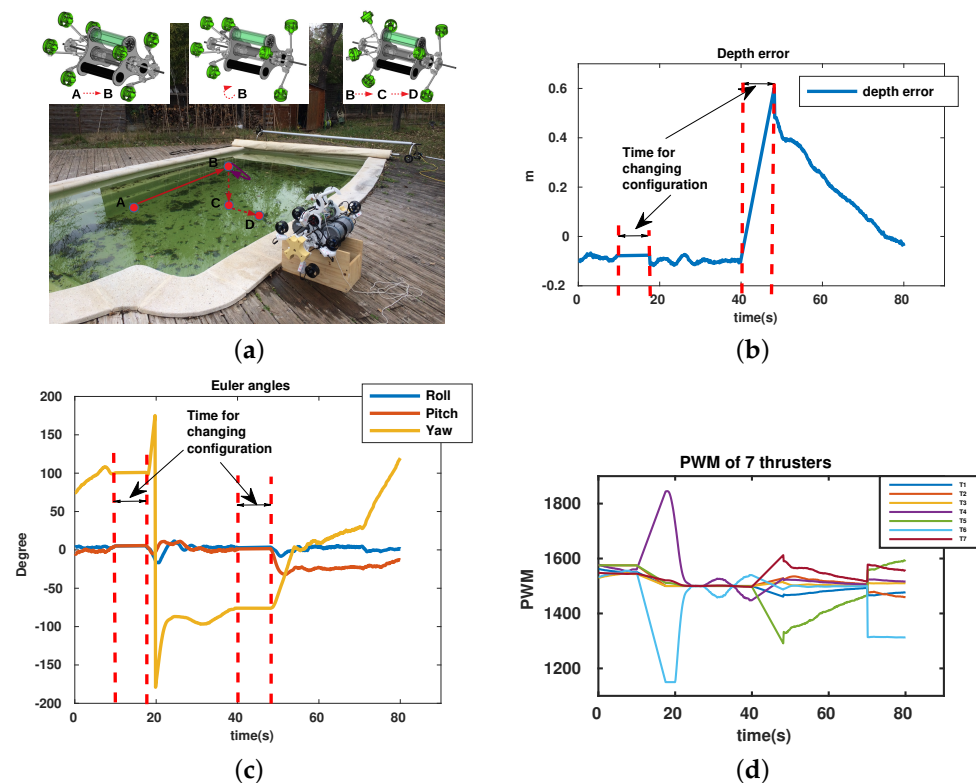 A B
B
B C D
B
A
C
D
(a)
Depth error
depth error
Time for
changing
configuration
m
0.6
0.4
0.2
0
-0.2
0 20 40 60 80
time(s)
(b)
Euler angles
Roll
Pitch
Yaw
Time for
changing
configuration
Degree
200
150
100
50
0
-50
-100
-150
-200
0 20 40 60 80
time(s)
(c)
PWM of 7 thrusters
T1
T2
T3
T4
T5
T6
T7
PWM
1800
1600
1400
1200
0 20 40 60 80
time(s)
(d)